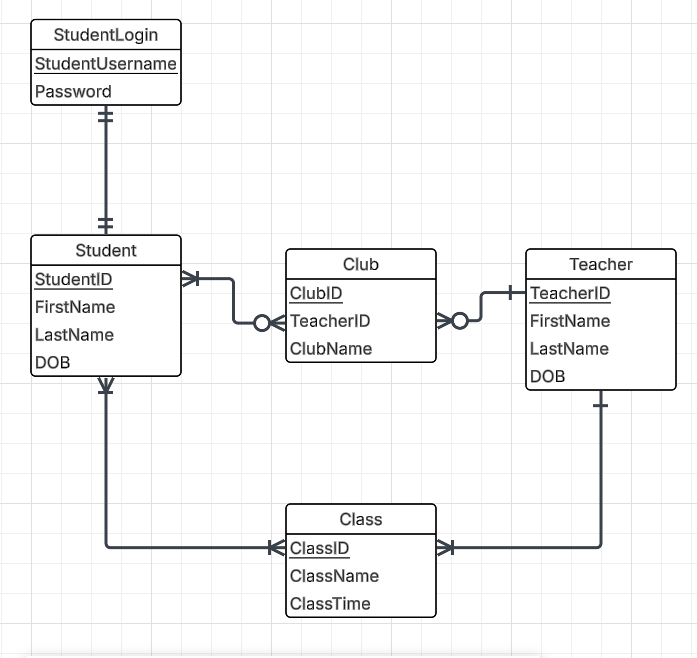 StudentLogin
StudentUsername
Password
Student
StudentID
FirstName
LastName
DOB
Club
ClubID
TeacherID
ClubName
Teacher
TeacherID
FirstName
LastName
DOB
Class
ClassID
ClassName
ClassTime